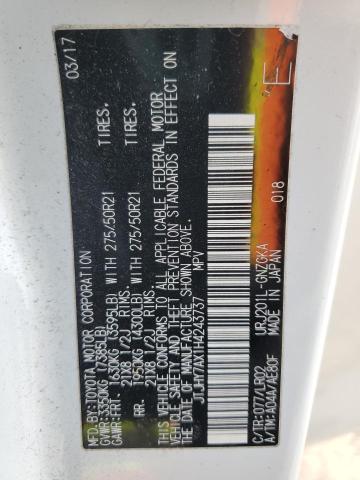 MFD.BY:TOYOTA MOTOR CORPORATION 03/17
GVWR:3350KG (7385LB)
GAWR:FRT. 1630KG (3595LB) WITH 275/50R21 TIRES.
21X8 1/2J RIMS.
RR. 1950KG (4300LB) WITH 275/50R21 TIRES.
21X8 1/2J RIMS.
THIS VEHICLE CONFORMS TO ALL APPLICABLE FEDERAL MOTOR
VEHICLE SAFETY AND THEFT PREVENTION STANDARDS IN EFFECT ON
THE DATE OF MANUFACTURE SHOWN ABOVE.
JTJHY7AX1H4243737 MPV
C/TR:077/LR02 URJ201L-GNZGKA 018
A/TM:A04A/AE80F MADE IN JAPAN
E